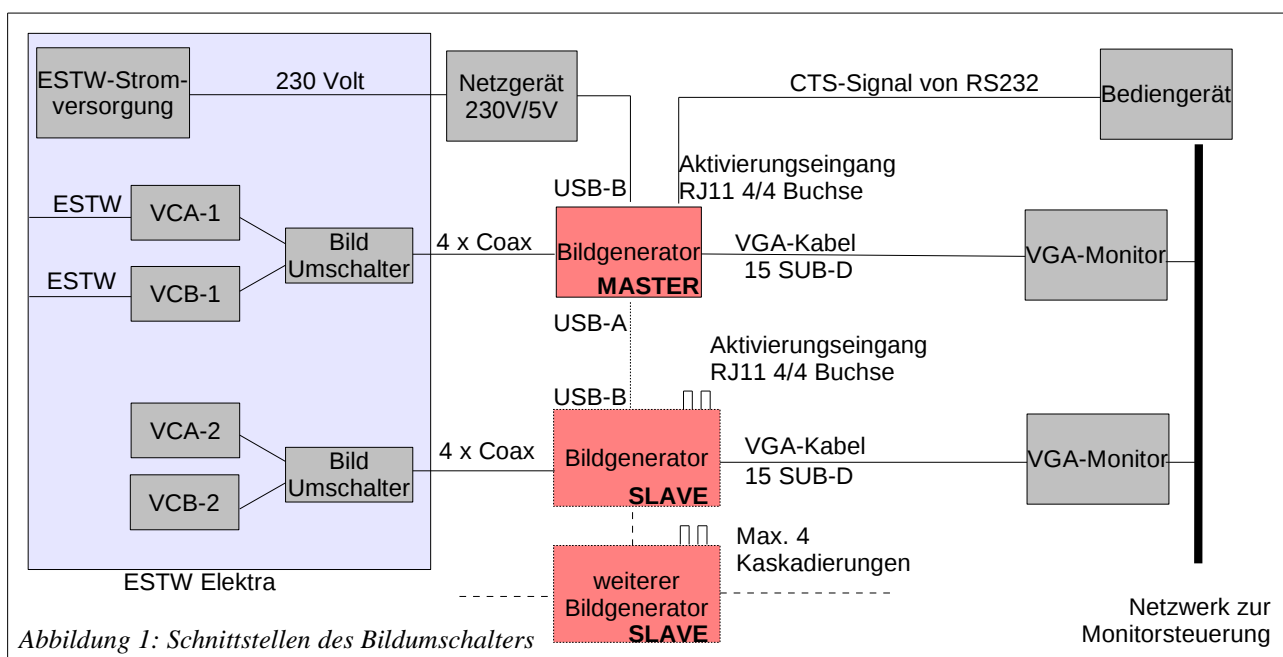 ESTW-Strom-
versorgung
230 Volt
Netzgerät
230V/5V
CTS-Signal von RS232
Bediengerät
Aktivierungseingang
RJ11 4/4 Buchse
USB-B
ESTW
VCA-1
Bild
Umschalter
4 x Coax
Bildgenerator
MASTER
VGA-Kabel
15 SUB-D
VGA-Monitor
ESTW
VCB-1
USB-A
Aktivierungseingang
RJ11 4/4 Buchse
USB-B
VCA-2
Bild
Umschalter
4 x Coax
Bildgenerator
SLAVE
VGA-Kabel
15 SUB-D
VGA-Monitor
VCB-2
Max. 4
Kaskadierungen
weiterer
Bildgenerator
SLAVE
ESTW Elektra
Netzwerk zur
Monitorsteuerung
Abbildung 1: Schnittstellen des Bildumschalters